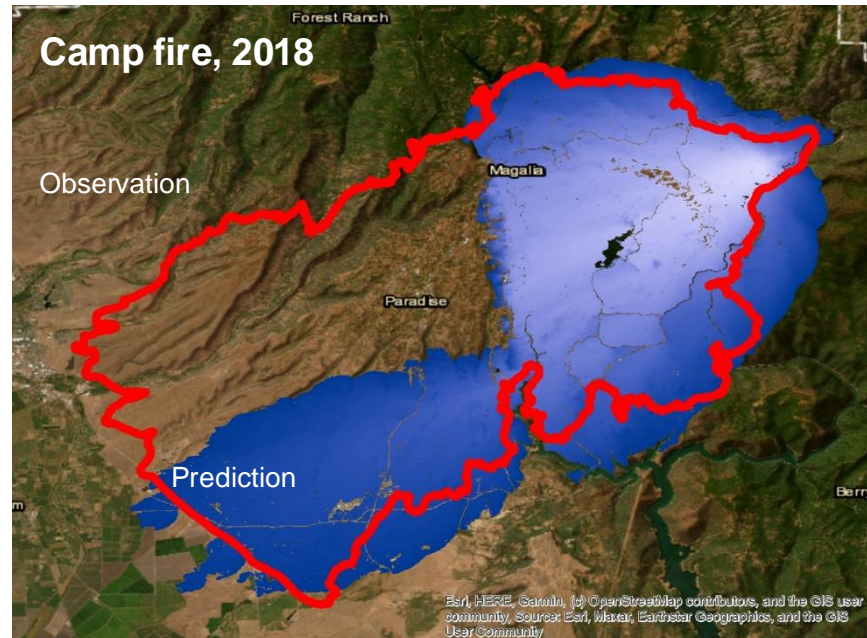 Forest Ranch
Camp fire, 2018
Observation
Magalia
Paradise
Prediction
m
Berry
Esri, HERE, Garmin, (c) OpenStreetMap contributors, and the GIS user
community, Source: Esri, Maxar, Earthstar Geographics, and the GIS
User Community